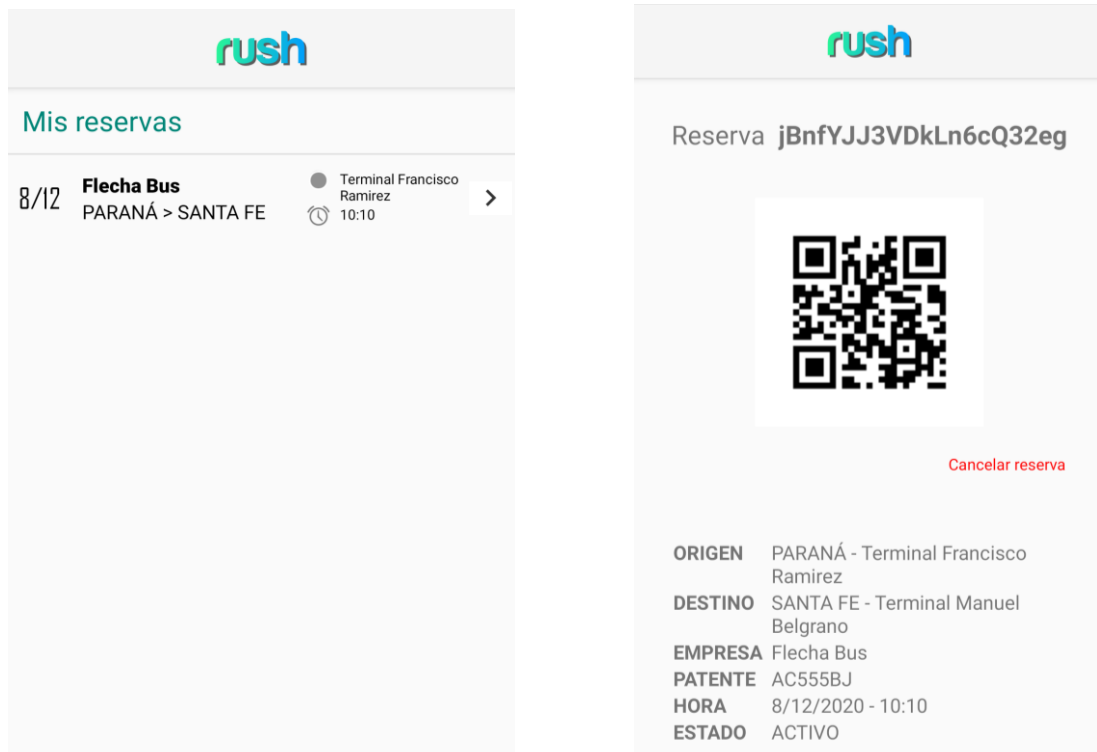 rush
Mis reservas
8/12
Flecha Bus
PARANÁ > SANTA FE
Terminal Francisco
Ramirez
10:10
rush
Reserva jBnfYJJ3VDkLn6cQ32eg
Cancelar reserva
ORIGEN PARANÁ - Terminal Francisco
Ramirez
DESTINO SANTA FE - Terminal Manuel
Belgrano
EMPRESA Flecha Bus
PATENTE AC555BJ
HORA 8/12/2020 - 10:10
ESTADO ACTIVO